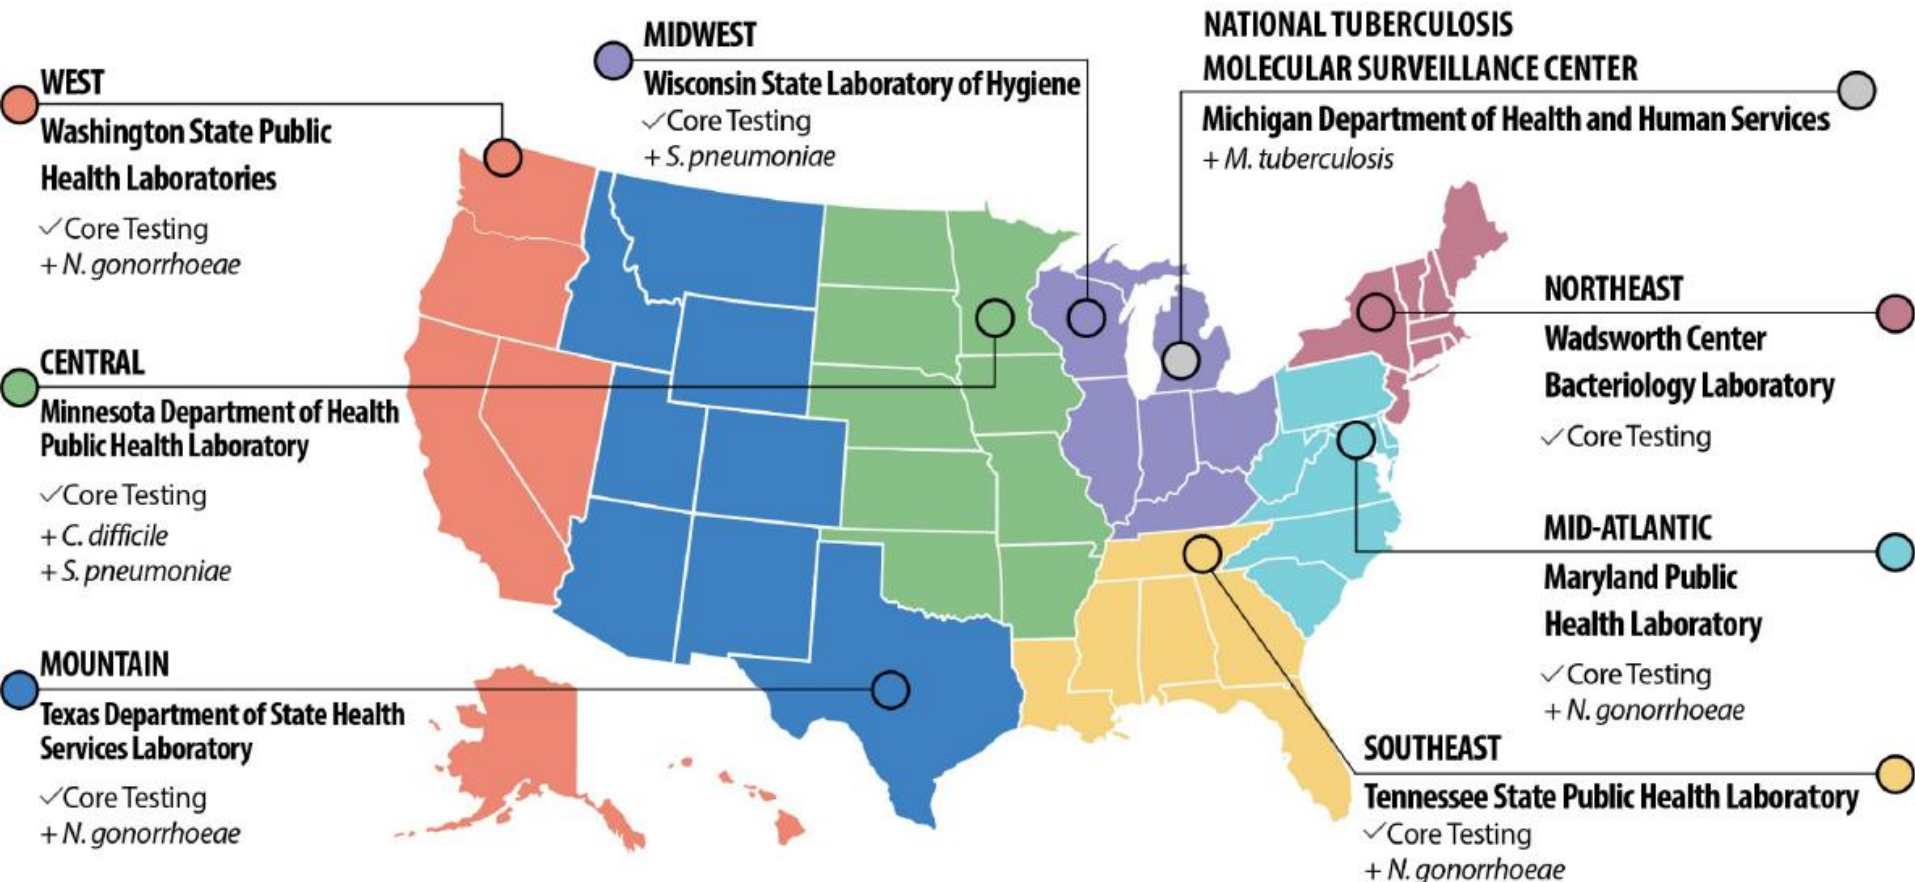 WEST
Washington State Public
Health Laboratories
✓Core Testing
+ N. gonorrhoeae
CENTRAL
Minnesota Department of Health
Public Health Laboratory
✓Core Testing
+ C. difficile
+ S. pneumoniae
MOUNTAIN
Texas Department of State Health
Services Laboratory
✓Core Testing
+ N. gonorrhoeae
MIDWEST
Wisconsin State Laboratory of Hygiene
✓Core Testing
+ S. pneumoniae
NATIONAL TUBERCULOSIS
MOLECULAR SURVEILLANCE CENTER
Michigan Department of Health and Human Services
+ M. tuberculosis
NORTHEAST
Wadsworth Center
Bacteriology Laboratory
✓Core Testing
MID-ATLANTIC
Maryland Public
Health Laboratory
✓Core Testing
+ N. gonorrhoeae
SOUTHEAST
Tennessee State Public Health Laboratory
✓Core Testing
+ N. gonorrhoeae